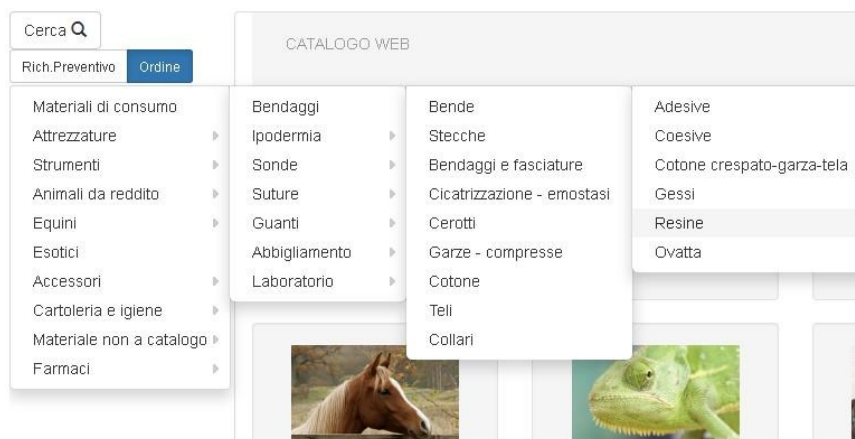 Cerca
CATALOGO WEB
Rich.Preventivo
Ordine
Materiali di consumo
Attrezzature
Strumenti
Animali da reddito
Equini
Esotici
Accessori
Cartoleria e igiene
Materiale non a catalogo
Farmaci
Bendaggi
Ipodermia
Sonde
Suture
Guanti
Abbigliamento
Laboratorio
Bende
Stecche
Bendaggi e fasciature
Cicatrizzazione - emostasi
Cerotti
Garze - compresse
Cotone
Teli
Collari
Adesive
Coesive
Cotone crespato-garza-tela
Gessi
Resine
Ovatta